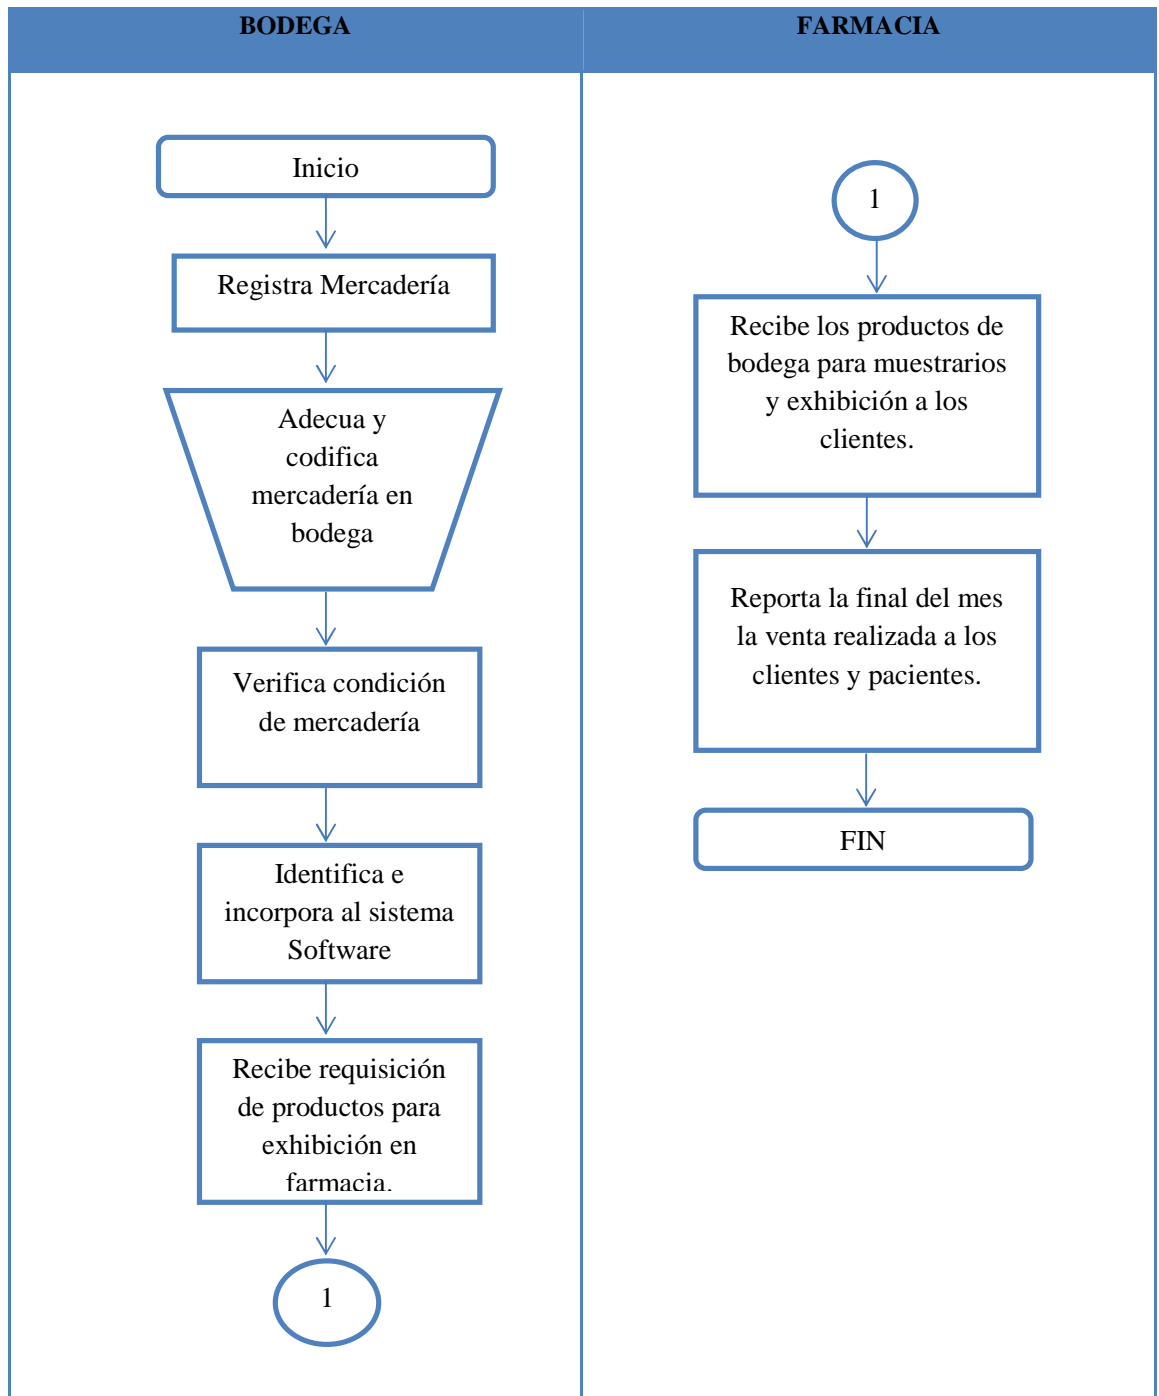 BODEGA
FARMACIA
Inicio
Registra Mercadería
Adecua y
codifica
mercadería en
bodega
Verifica condición
de mercadería
Identifica e
incorpora al sistema
Software
Recibe requisición
de productos para
exhibición en
farmacia.
1
1
Recibe los productos de
bodega para muestrarios
y exhibición a los
clientes.
Reporta la final del mes
la venta realizada a los
clientes y pacientes.
FIN